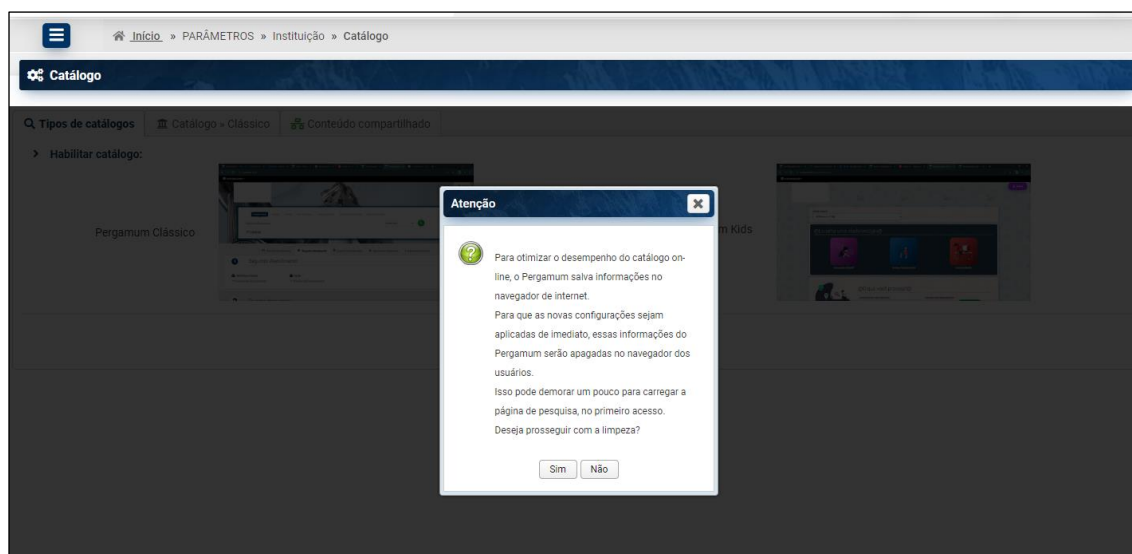 Início » PARÂMETROS » Instituição » Catálogo
Catálogo
Tipos de catálogos Catálogo » Clássico Conteúdo compartilhado
Habilitar catálogo:
Pergamum Clássico
m Kids
Atenção
Para otimizar o desempenho do catálogo on-
line, o Pergamum salva informações no
navegador de internet.
Para que as novas configurações sejam
aplicadas de imediato, essas informações do
Pergamum serão apagadas no navegador dos
usuários.
Isso pode demorar um pouco para carregar a
página de pesquisa, no primeiro acesso.
Deseja prosseguir com a limpeza?
Sim Não